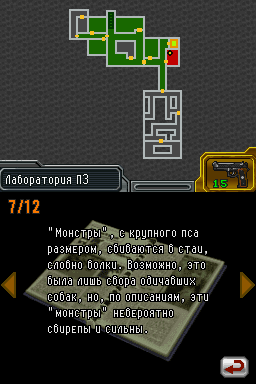 Лаборатория П3
15
7/12
"Монстры", с крупного пса
размером, сбиваются в стаи,
словно волки. Возможно, это
была лишь свора одичавших
собак, но, по описаниям, эти
"монстры" невероятно
свирепы и сильны.